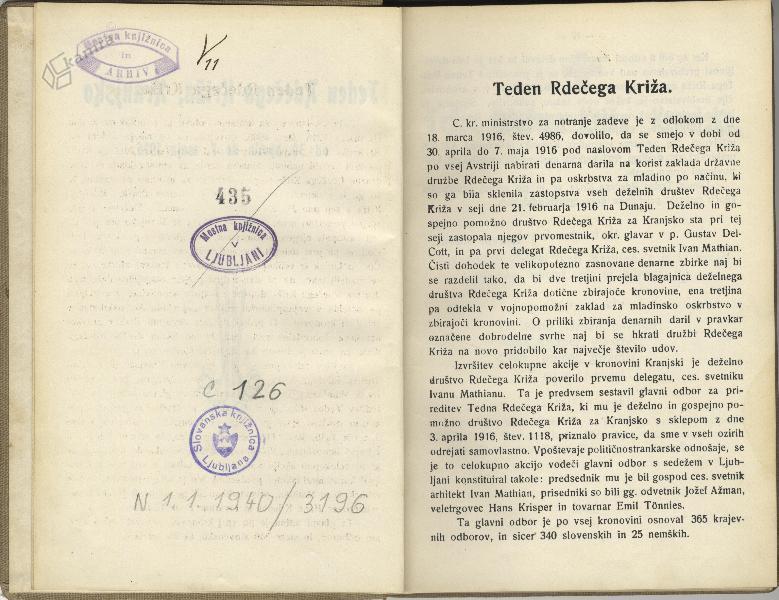 Mestna knjižnica
in
ARHIV
kamra
V/11
435
Mestna knjižnica
v
LJUBLJANI
C 126
Slovanska knjižnica
Ljubljana
N 1. 1. 1940/3196
Teden Rdečega Križa.
C. kr. ministrstvo za notranje zadeve je z odlokom z dne
18. marca 1916, štev. 4986, dovolilo, da se smejo v dobi od
30. aprila do 7. maja 1916 pod naslovom Teden Rdečega Križa
po vsej Avstriji nabirati denarna darila na korist zaklada državne
družbe Rdečega Križa in pa oskrbstva za mladino po načinu, ki
so ga bila sklenila zastopstva vseh deželnih društev Rdečega
Križa v seji dne 21. februarja 1916 na Dunaju. Deželno in go-
spejno pomožno društvo Rdečega Križa za Kranjsko sta pri tej
seji zastopala njegov prvomestnik, okr. glavar v p. Gustav Del-
Cott, in pa prvi delegat Rdečega Križa, ces. svetnik Ivan Mathian.
Čisti dohodek te velikopotezno zasnovane denarne zbirke naj bi
se razdelil tako, da bi dve tretjini prejela blagajnica deželnega
društva Rdečega Križa dotične zbirajoče kronovine, ena tretjina
pa odtekla v vojnopomožni zaklad za mladinsko oskrbstvo v
zbirajoči kronovini. O priliki zbiranja denarnih daril v pravkar
označene dobrodelne svrhe naj bi se hkrati družbi Rdečega
Križa na novo pridobilo kar največje število udov.
Izvršitev celokupne akcije v kronovini Kranjski je deželno
društvo Rdečega Križa poverilo prvemu delegatu, ces. svetniku
Ivanu Mathianu. Ta je predvsem sestavil glavni odbor za pri-
reditev Tedna Rdečega Križa, ki mu je deželno in gospejno po-
možno društvo Rdečega Križa za Kranjsko s sklepom z dne
3. aprila 1916, štev. 1118, priznalo pravice, da sme v vseh ozirih
odrejati samovlastno. Vpoštevaje političnostrankarske odnošaje, se
je to celokupno akcijo vodeči glavni odbor s sedežem v Ljub-
ljani konstituiral takole: predsednik mu je bil gospod ces. svetnik
arhitekt Ivan Mathian, prisedniki so bili gg. odvetnik Jožef Ažman,
veletrgovec Hans Krisper in tovarnar Emil Tönnies.
Ta glavni odbor je po vsej kronovini osnoval 365 krajev-
nih odborov, in sicer 340 slovenskih in 25 nemških.